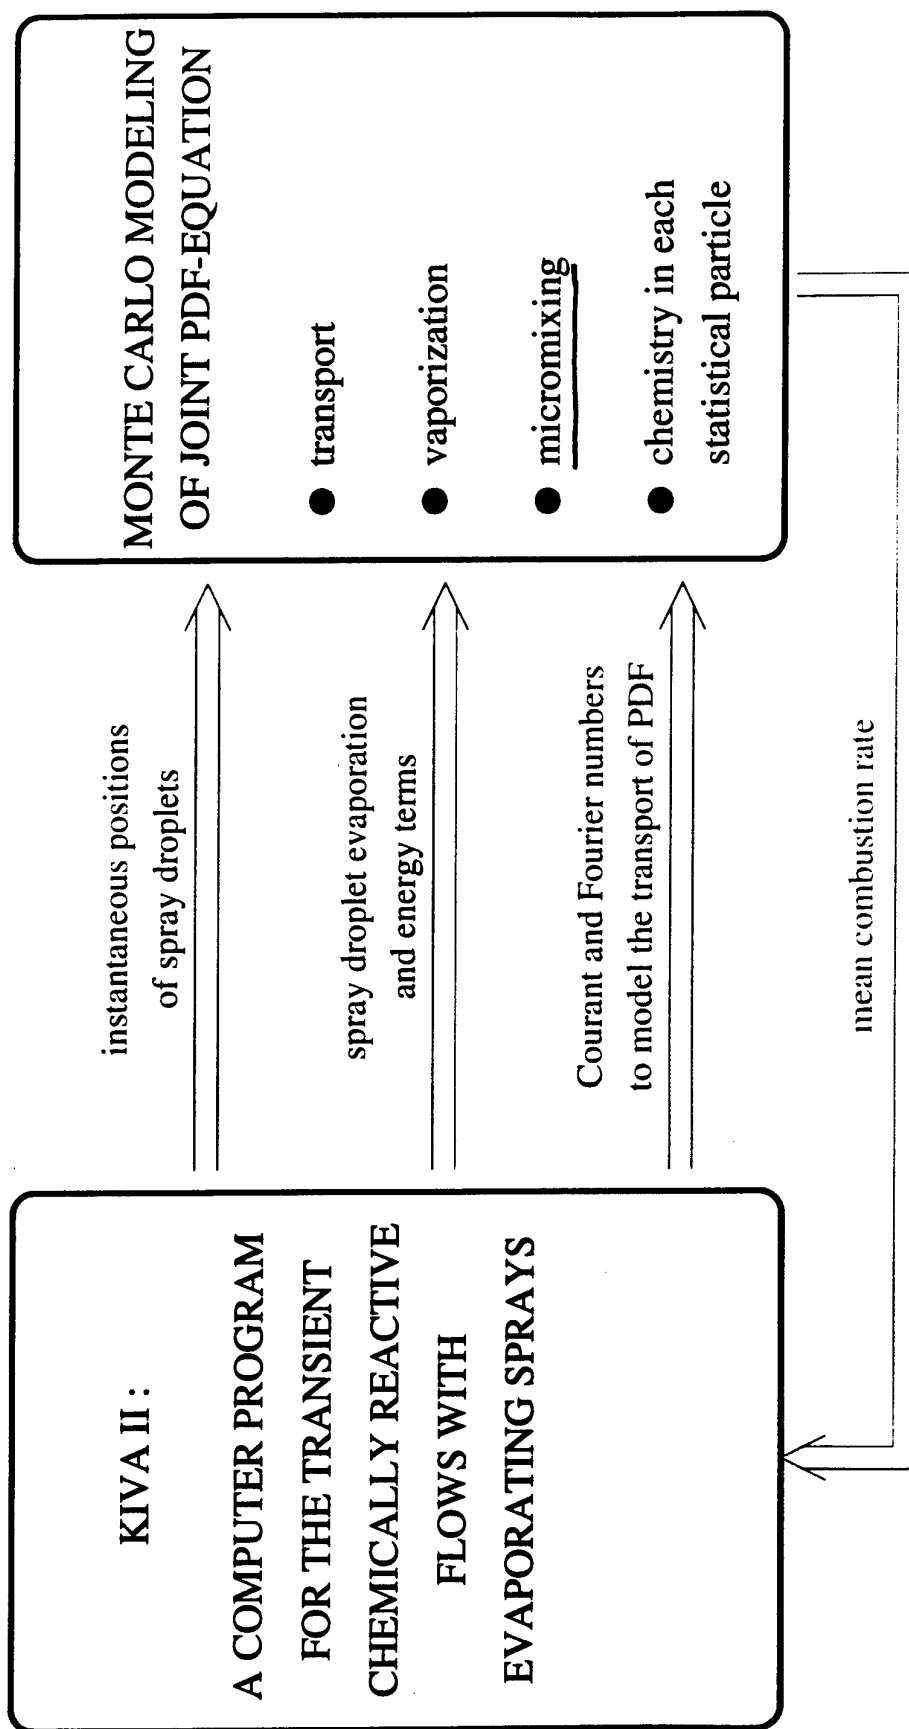 KIVA II :
A COMPUTER PROGRAM
FOR THE TRANSIENT
CHEMICALLY REACTIVE
FLOWS WITH
EVAPORATING SPRAYS
instantaneous positions
of spray droplets
spray droplet evaporation
and energy terms
Courant and Fourier numbers
to model the transport of PDF
mean combustion rate
MONTE CARLO MODELING
OF JOINT PDF-EQUATION
● transport
● vaporization
● micromixing
● chemistry in each
statistical particle